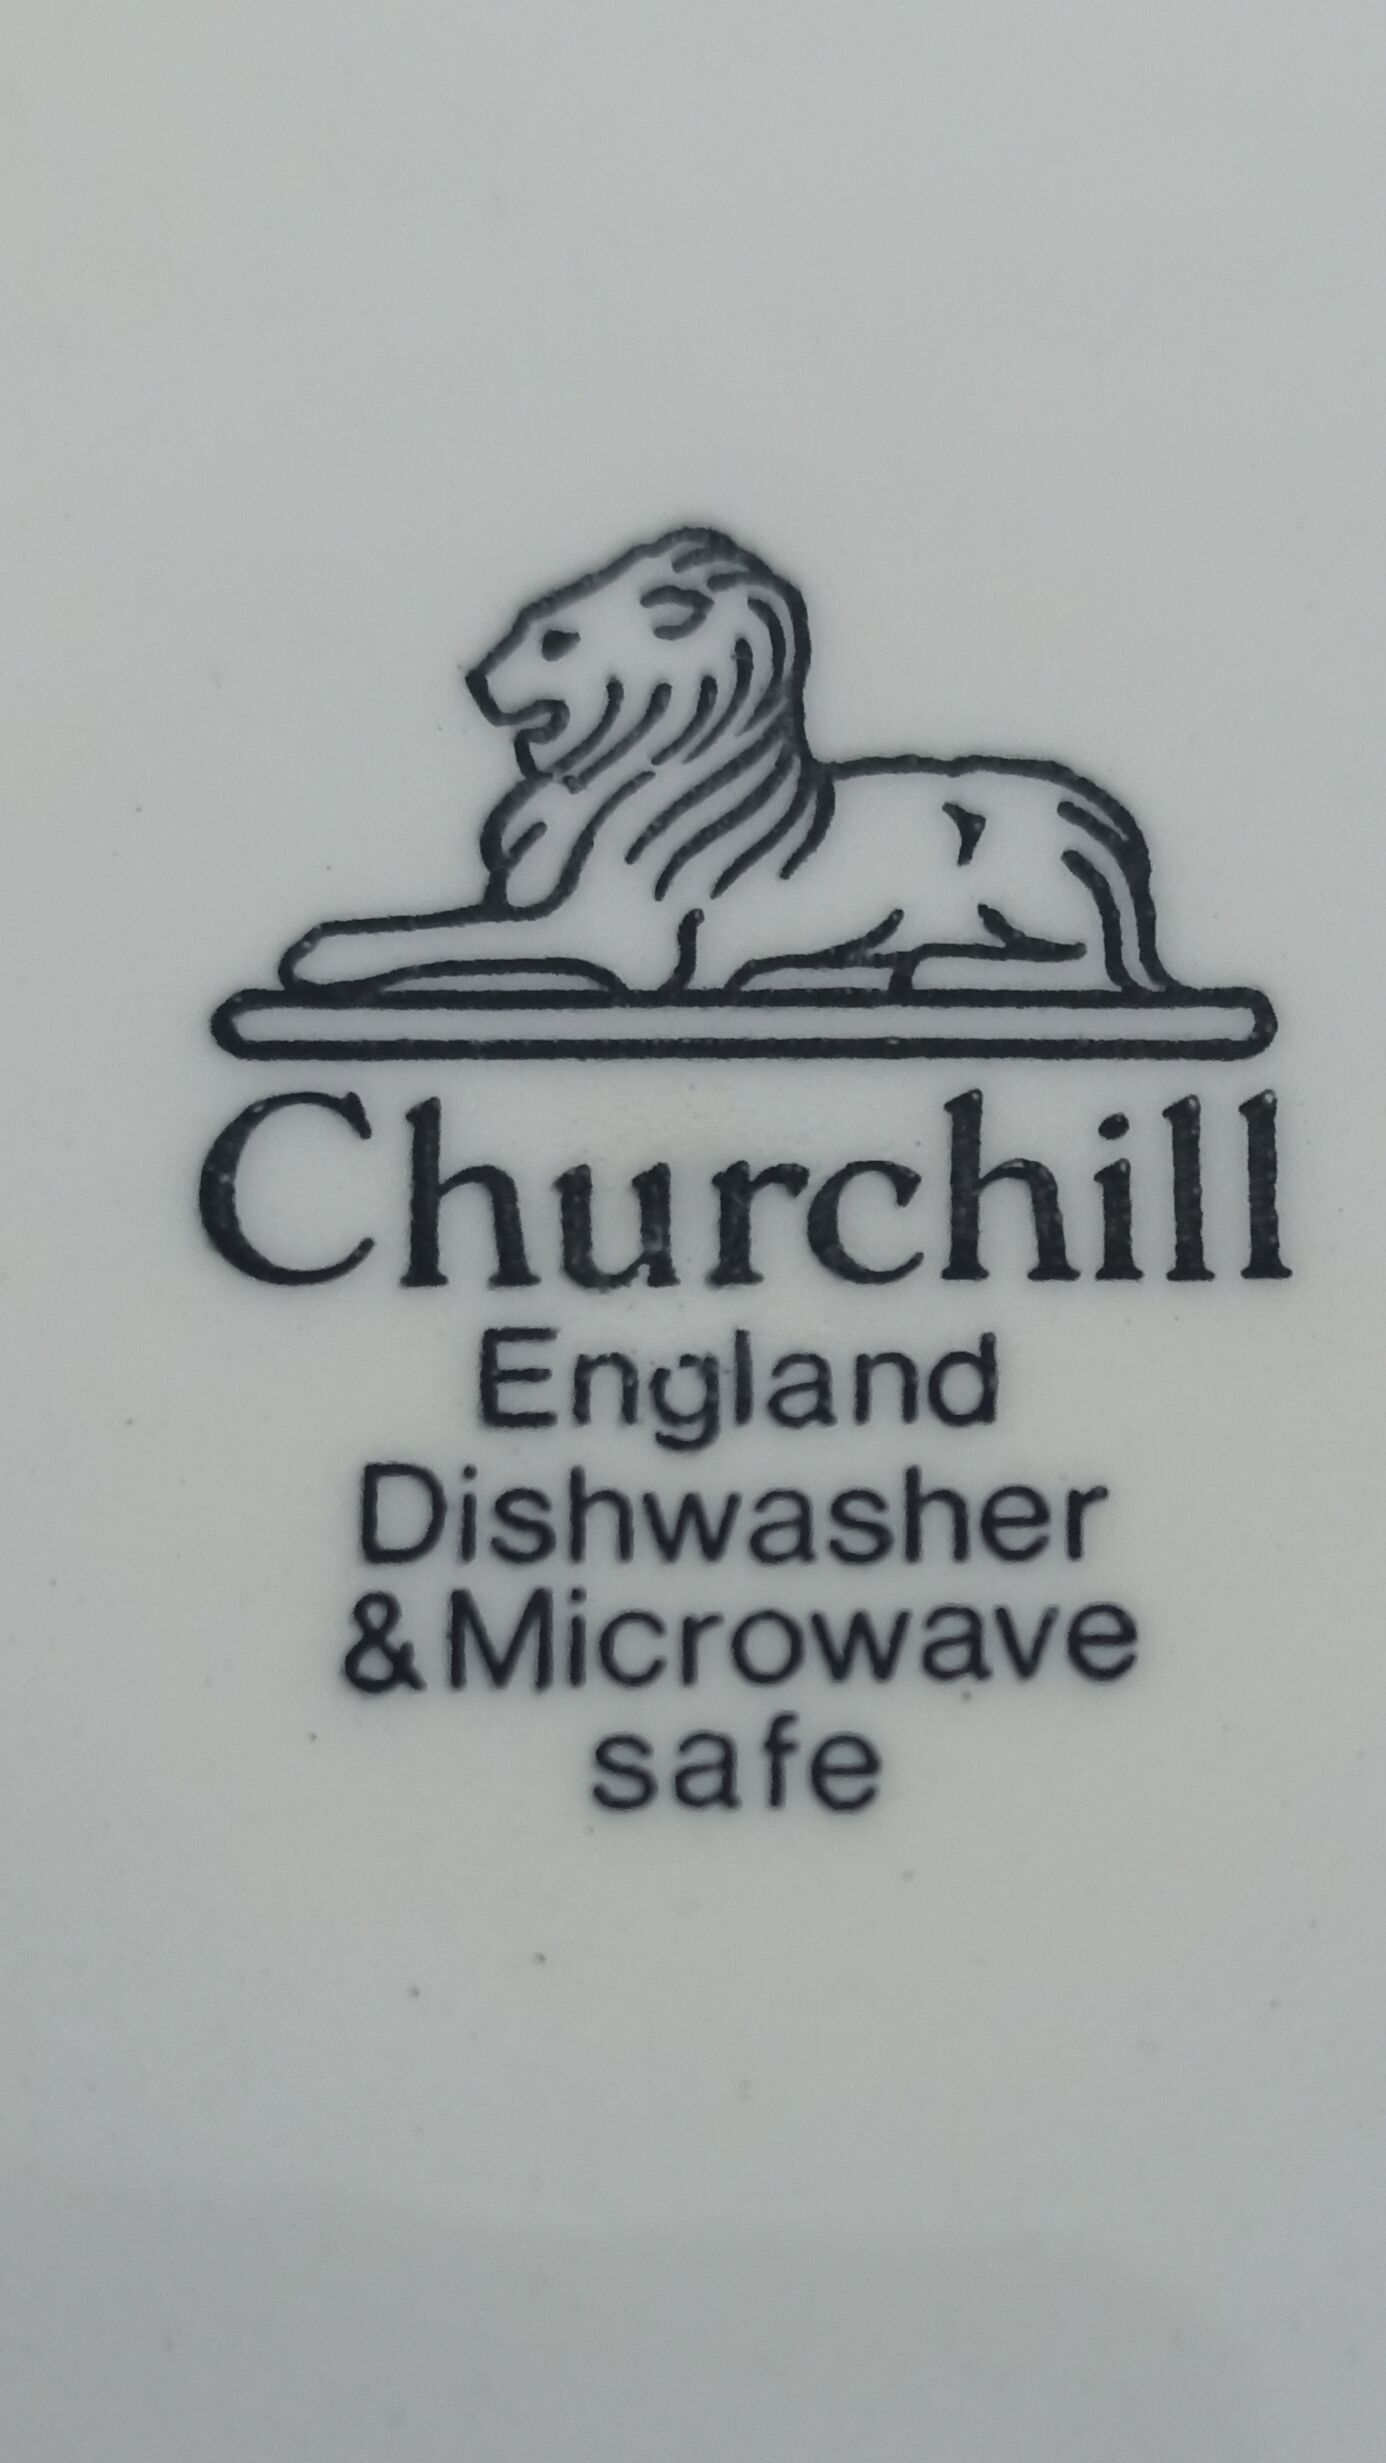 Churchill
England
Dishwasher
& Microwave
safe